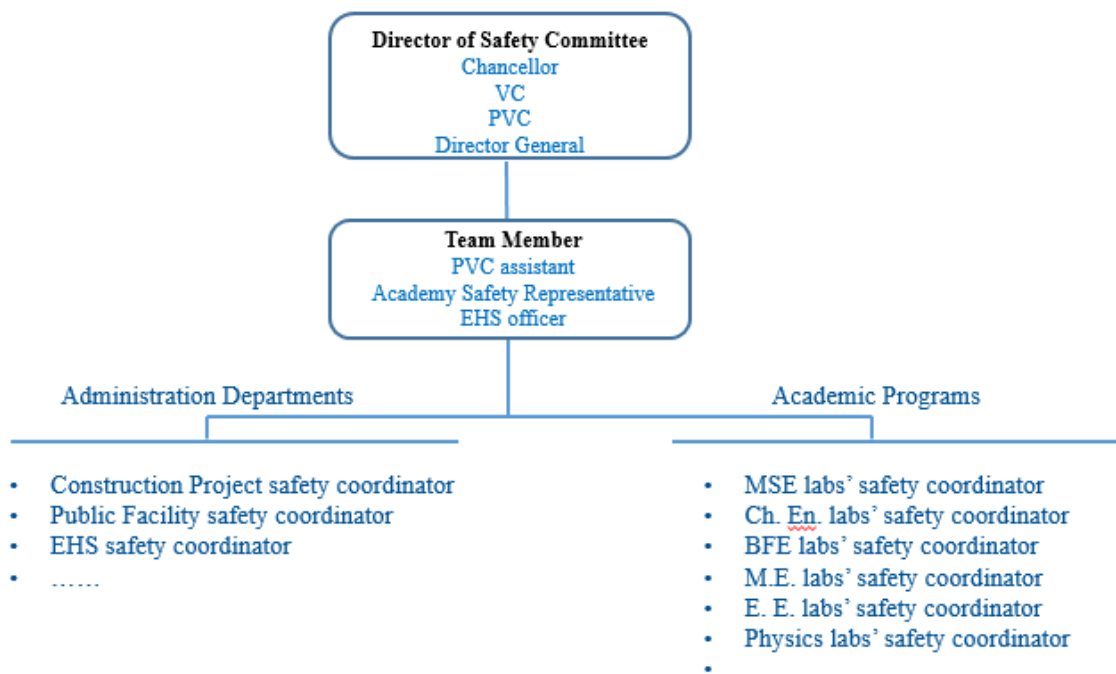 Director of Safety Committee
Chancellor
VC
PVC
Director General
Team Member
PVC assistant
Academy Safety Representative
EHS officer
Administration Departments
• Construction Project safety coordinator
• Public Facility safety coordinator
• EHS safety coordinator
• ……
Academic Programs
• MSE labs’ safety coordinator
• Ch. En. labs’ safety coordinator
• BFE labs’ safety coordinator
• M.E. labs’ safety coordinator
• E. E. labs’ safety coordinator
• Physics labs’ safety coordinator
•